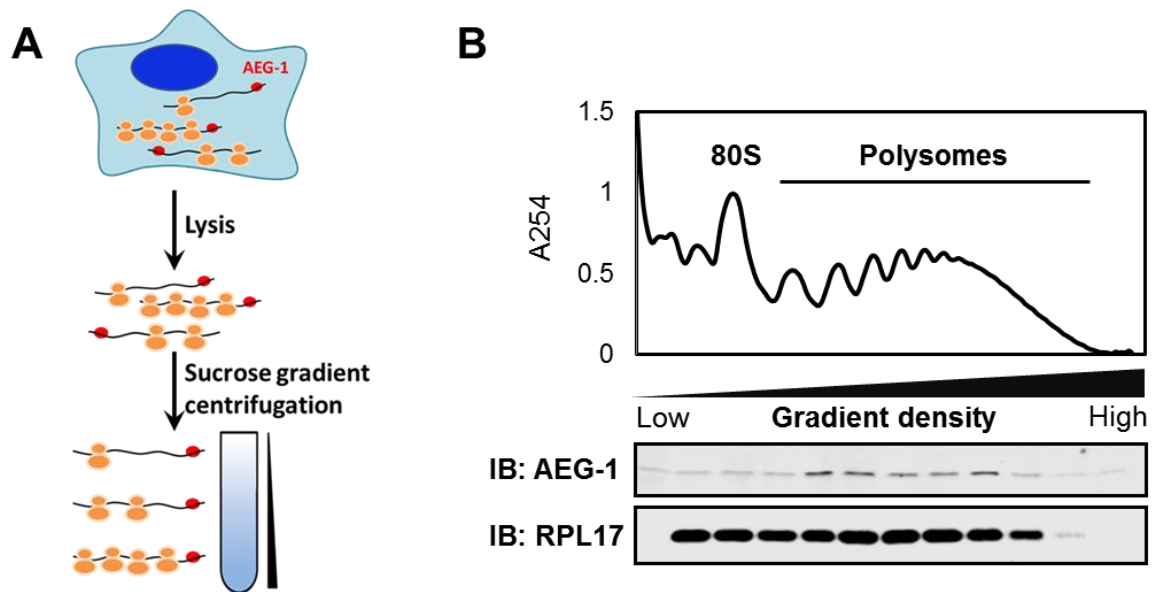 A
AEG-1
Lysis
Sucrose gradient
centrifugation
B
1.5
1
0.5
0
A254
80S
Polysomes
Low
Gradient density
High
IB: AEG-1
IB: RPL17